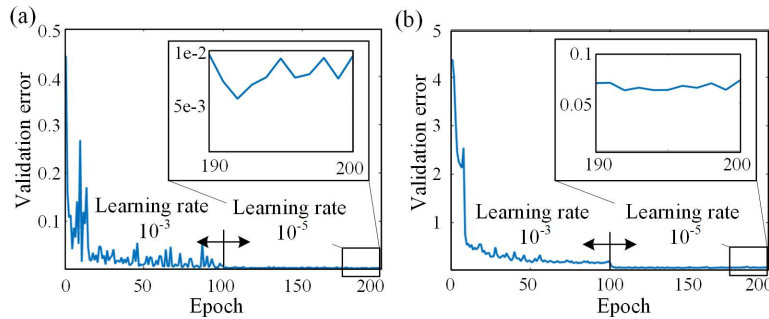 (a)
Validation error
0.5
0.4
0.3
0.2
0.1
0
50
100
150
200
Epoch
1e-2
5e-3
190
200
Learning rate
10-3
Learning rate
10-5
(b)
Validation error
5
4
3
2
1
0
50
100
150
200
Epoch
0.1
0.05
190
200
Learning rate
10-3
Learning rate
10-5